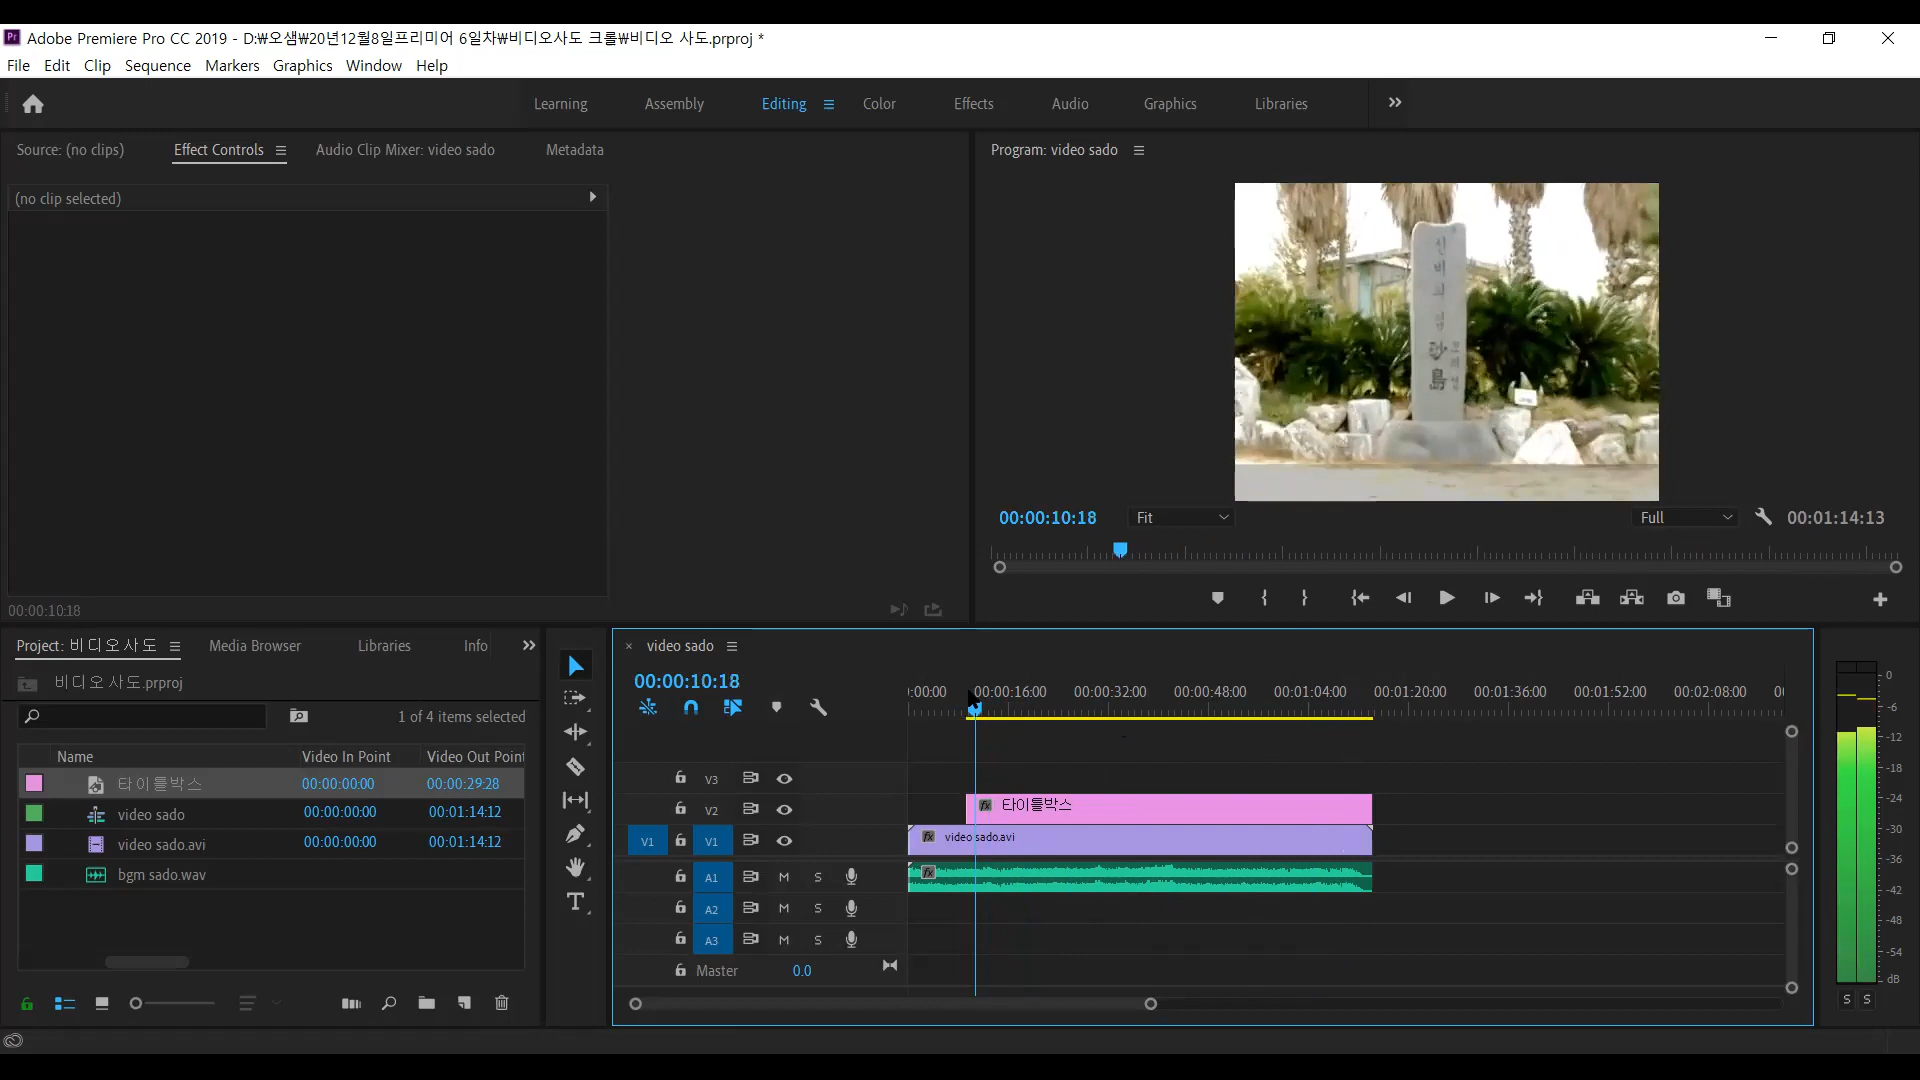 Adobe Premiere Pro CC 2019 - D:₩오샘₩20년12월8일프리미어 6일차₩비디오사도 크롤₩비디오 사도.prproj *
File Edit Clip Sequence Markers Graphics Window Help
Learning Assembly Editing Color Effects Audio Graphics Libraries
Source: (no clips) Effect Controls Audio Clip Mixer: video sado Metadata
Program: video sado
(no clip selected)
신비의 섬
砂島
00:00:10:18 Fit Full 00:01:14:13
00:00:10:18
Project: 비디오 사도 Media Browser Libraries Info
비디오 사도.prproj
1 of 4 items selected
Name Video In Point Video Out Point
타이틀박스 00:00:00:00 00:00:29:28
video sado 00:00:00:00 00:01:14:12
video sado.avi 00:00:00:00 00:01:14:12
bgm sado.wav
video sado
00:00:10:18
:00:00 00:00:16:00 00:00:32:00 00:00:48:00 00:01:04:00 00:01:20:00 00:01:36:00 00:01:52:00 00:02:08:00 00
V3
V2 fx 타이틀박스
V1 V1 fx video sado.avi
A1 M S fx
A2 M S
A3 M S
Master 0.0
0
-6
-12
-18
-24
-30
-36
-42
-48
-54
dB
S S